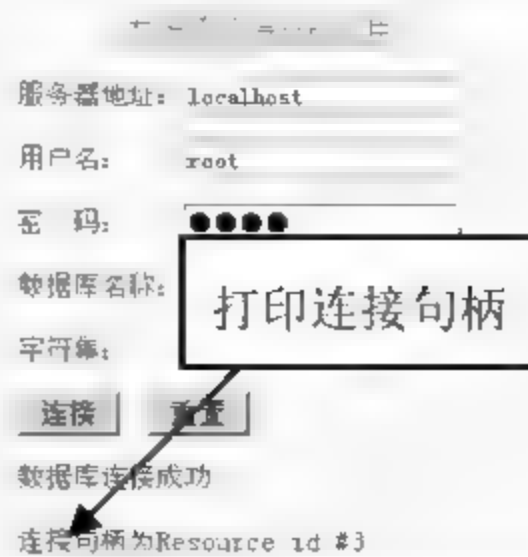 服务器地址: localhost
用户名: root
密 码: ●●●●
数据库名称:
打印连接句柄
字符集:
连接 重置
数据库连接成功
连接句柄为Resource id #3